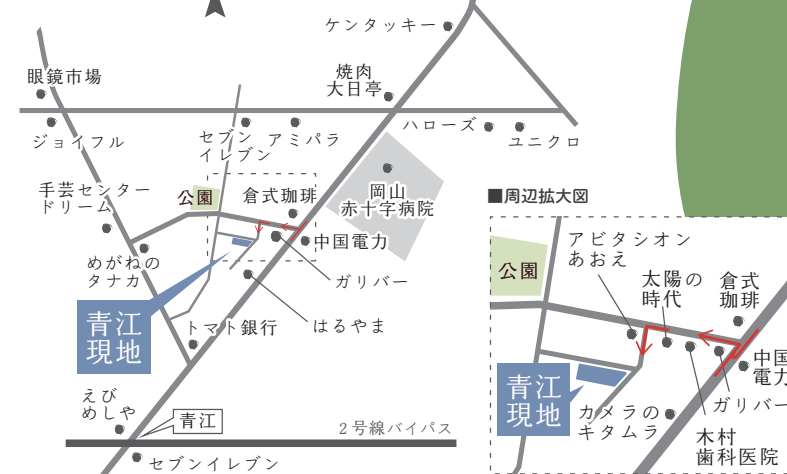 ケンタッキー
焼肉
大日亭
眼鏡市場
ジョイフル
セブン
イレブン
アミパラ
ハローズ
ユニクロ
手芸センター
ドリーム
公園
倉式珈琲
岡山
赤十字病院
中国電力
めがねの
タナカ
ガリバー
青江
現地
トマト銀行
はるやま
えび
めしや
青江
2号線バイパス
セブンイレブン
■周辺拡大図
アビタシオン
あおえ
公園
太陽の
時代
倉式
珈琲
中国
電力
ガリバー
青江
現地
カメラの
キタムラ
木村
歯科医院